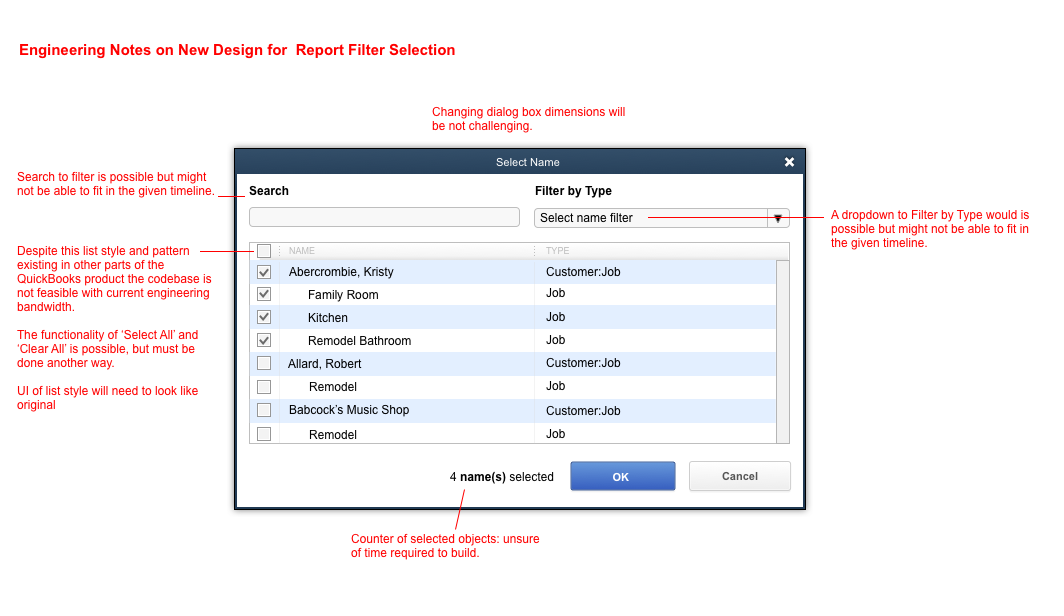 Engineering Notes on New Design for  Report Filter Selection
Changing dialog box dimensions will
be not challenging.
Select Name
Search to filter is possible but might
not be able to fit in the given timeline.
Search
Filter by Type
Select name filter
A dropdown to Filter by Type would is
possible but might not be able to fit in
the given timeline.
Despite this list style and pattern
existing in other parts of the
QuickBooks product the codebase is
not feasible with current engineering
bandwidth.
The functionality of ‘Select All’ and
‘Clear All’ is possible, but must be
done another way.
UI of list style will need to look like
original
NAME TYPE
Abercrombie, Kristy Customer:Job
Family Room Job
Kitchen Job
Remodel Bathroom Job
Allard, Robert Customer:Job
Remodel Job
Babcock’s Music Shop Customer:Job
Remodel Job
4 name(s) selected
OK
Cancel
Counter of selected objects: unsure
of time required to build.